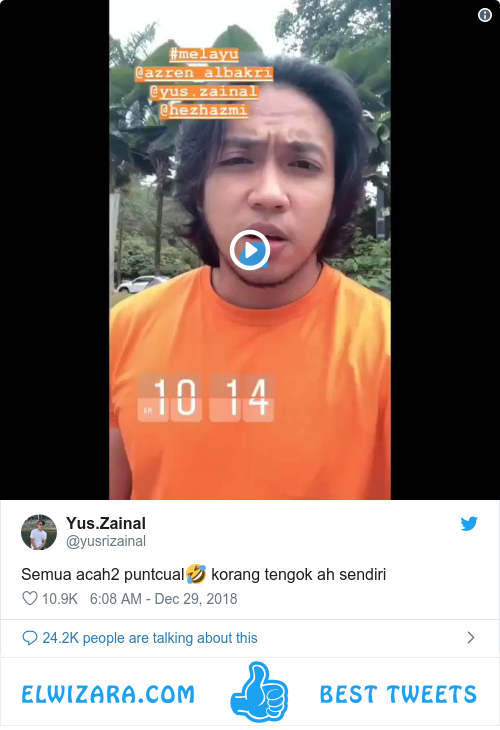 #melayu
@azren_albakri
@yus.zainal
@hezhazmi
AM 10 14
Yus.Zainal
@yusrizainal
Semua acah2 puntcual🤣 korang tengok ah sendiri
10.9K 6:08 AM - Dec 29, 2018
24.2K people are talking about this
ELWIZARA.COM BEST TWEETS